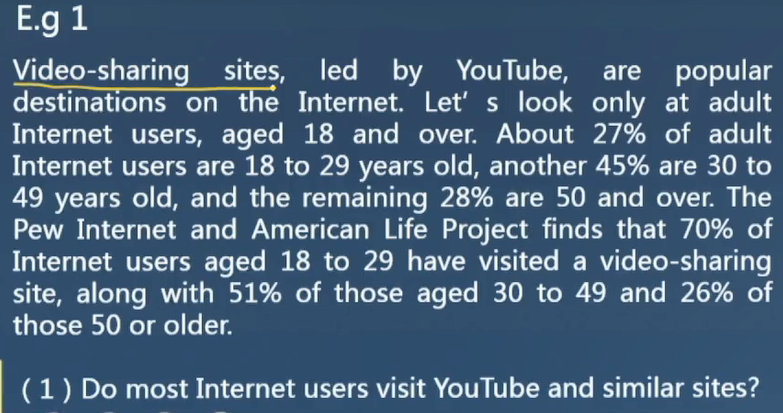 E.g 1
Video-sharing sites, led by YouTube, are popular
destinations on the Internet. Let’ s look only at adult
Internet users, aged 18 and over. About 27% of adult
Internet users are 18 to 29 years old, another 45% are 30 to
49 years old, and the remaining 28% are 50 and over. The
Pew Internet and American Life Project finds that 70% of
Internet users aged 18 to 29 have visited a video-sharing
site, along with 51% of those aged 30 to 49 and 26% of
those 50 or older.
( 1 ) Do most Internet users visit YouTube and similar sites?